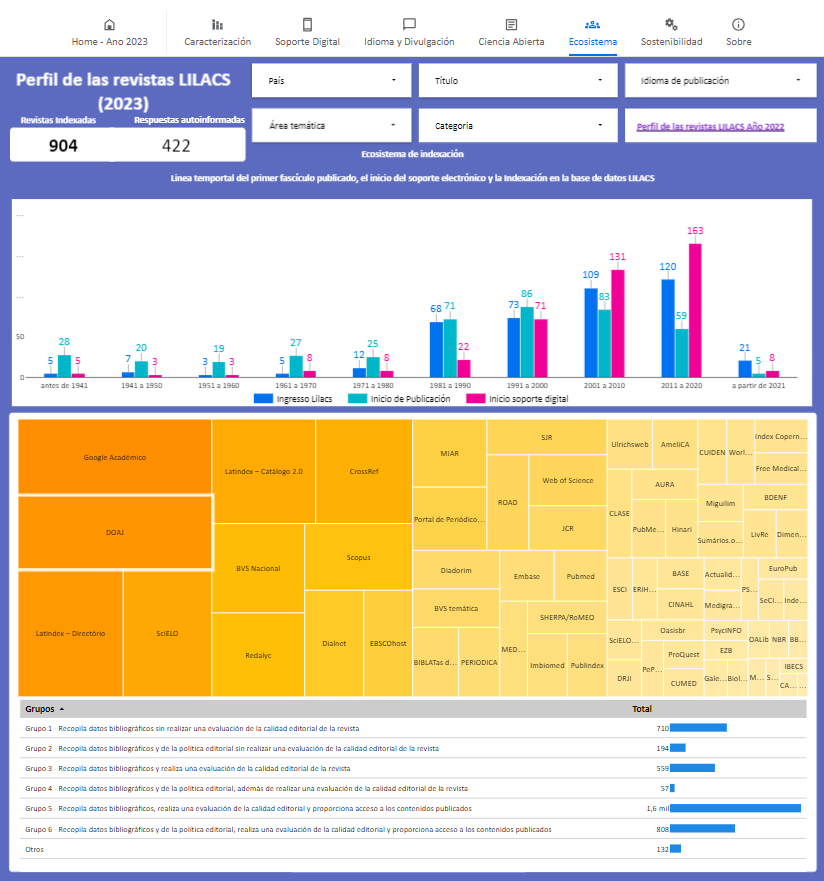 Home - Ano 2023
Caracterización
Soporte Digital
Idioma y Divulgación
Ciencia Abierta
Ecosistema
Sostenibilidad
Sobre
Perfil de las revistas LILACS
(2023)
Revistas Indexadas
Respuestas autoinformadas
904
422
País
Título
Idioma de publicación
Área temática
Categoria
Perfil de las revistas LILACS Año 2022
Ecosistema de indexación
Línea temporal del primer fascículo publicado, el inicio del soporte electrónico y la Indexación en la base de datos LILACS
...
...
...
50
0
5 28 5
7 20 3
3 19 3
5 27 8
12 25 8
68 71 22
73 86 71
109 83 131
120 59 163
21 5 8
antes de 1941
1941 a 1950
1951 a 1960
1961 a 1970
1971 a 1980
1981 a 1990
1991 a 2000
2001 a 2010
2011 a 2020
a partir de 2021
Ingresso Lilacs
Inicio de Publicación
Inicio soporte digital
Google Académico
DOAJ
Latindex – Directório
SciELO
Latindex – Catálogo 2.0
CrossRef
BVS Nacional
Redalyc
Scopus
Dialnet
EBSCOhost
MIAR
Portal de Periódico...
Diadorim
BVS temática
BIBLATas d...
PERIODICA
SJR
ROAD
Web of Science
JCR
Embase
Pubmed
MED...
SHERPA/RoMEO
Imbiomed
Publindex
Ulrichsweb
AmeliCA
CLASE
AURA
PubMe...
Hinari
CUIDEN
Worl...
Index Copern...
Free Medical...
Miguilim
Sumários.o...
BDENF
LivRe
Dimen...
ESCI
ERIH...
BASE
CINAHL
Actualid...
Medigra...
PS...
EuroPub
SeCI...
Inde...
SciELO...
DRJI
Oasisbr
PeP...
ProQuest
CUMED
PsycINFO
EZB
Gale...
Biol...
OALib
NBR
BB...
M...
S...
IBECS
CA...
...
Grupos
Total
Grupo 1 - Recopila datos bibliográficos sin realizar una evaluación de la calidad editorial de la revista 710
Grupo 2 - Recopila datos bibliográficos y de la política editorial sin realizar una evaluación de la calidad editorial de la revista 194
Grupo 3 - Recopila datos bibliográficos y realiza una evaluación de la calidad editorial de la revista 559
Grupo 4 - Recopila datos bibliográficos y de la política editorial, además de realizar una evaluación de la calidad editorial de la revista 57
Grupo 5 - Recopila datos bibliográficos, realiza una evaluación de la calidad editorial y proporciona acceso a los contenidos publicados 1,6 mil
Grupo 6 - Recopila datos bibliográficos y de la política editorial, realiza una evaluación de la calidad editorial y proporciona acceso a los contenidos publicados 808
Otros 132